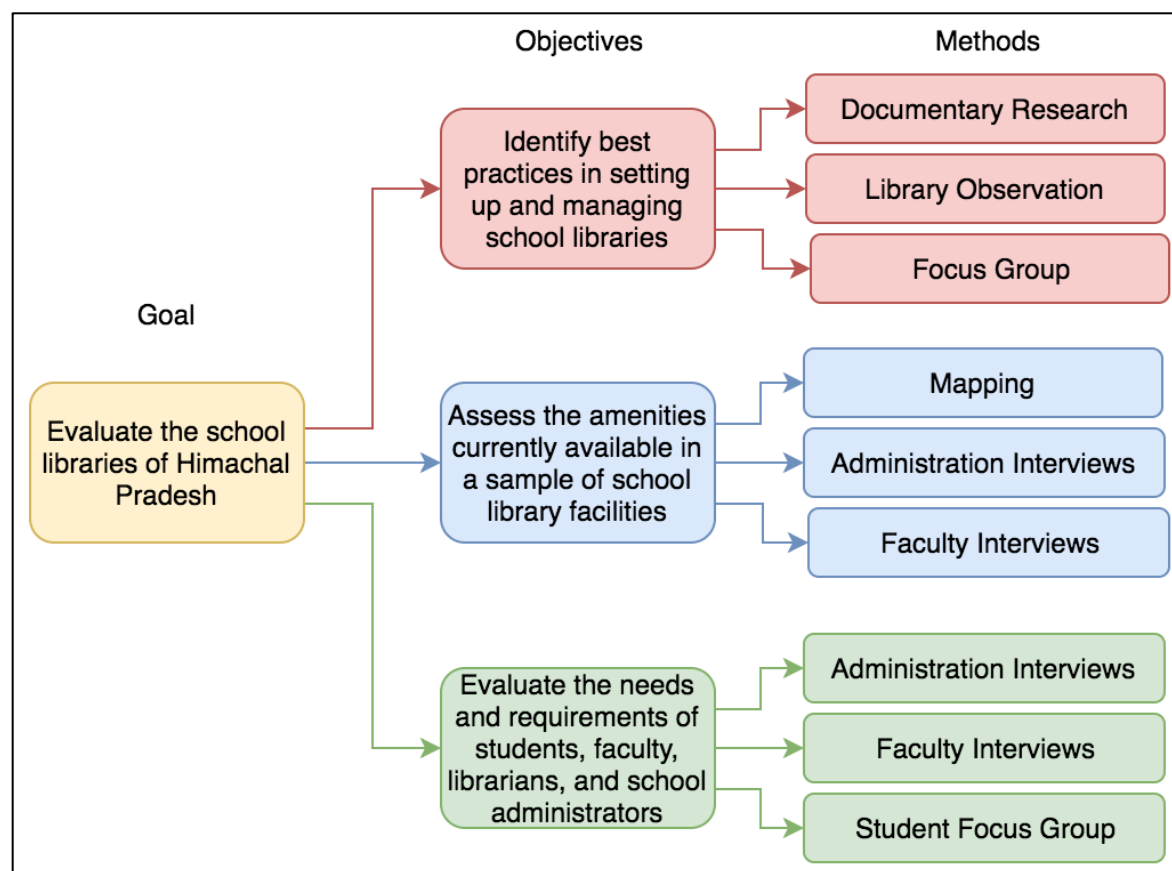 Objectives
Methods
Goal
Evaluate the school
libraries of Himachal
Pradesh
Identify best
practices in setting
up and managing
school libraries
Documentary Research
Library Observation
Focus Group
Assess the amenities
currently available in
a sample of school
library facilities
Mapping
Administration Interviews
Faculty Interviews
Evaluate the needs
and requirements of
students, faculty,
librarians, and school
administrators
Administration Interviews
Faculty Interviews
Student Focus Group